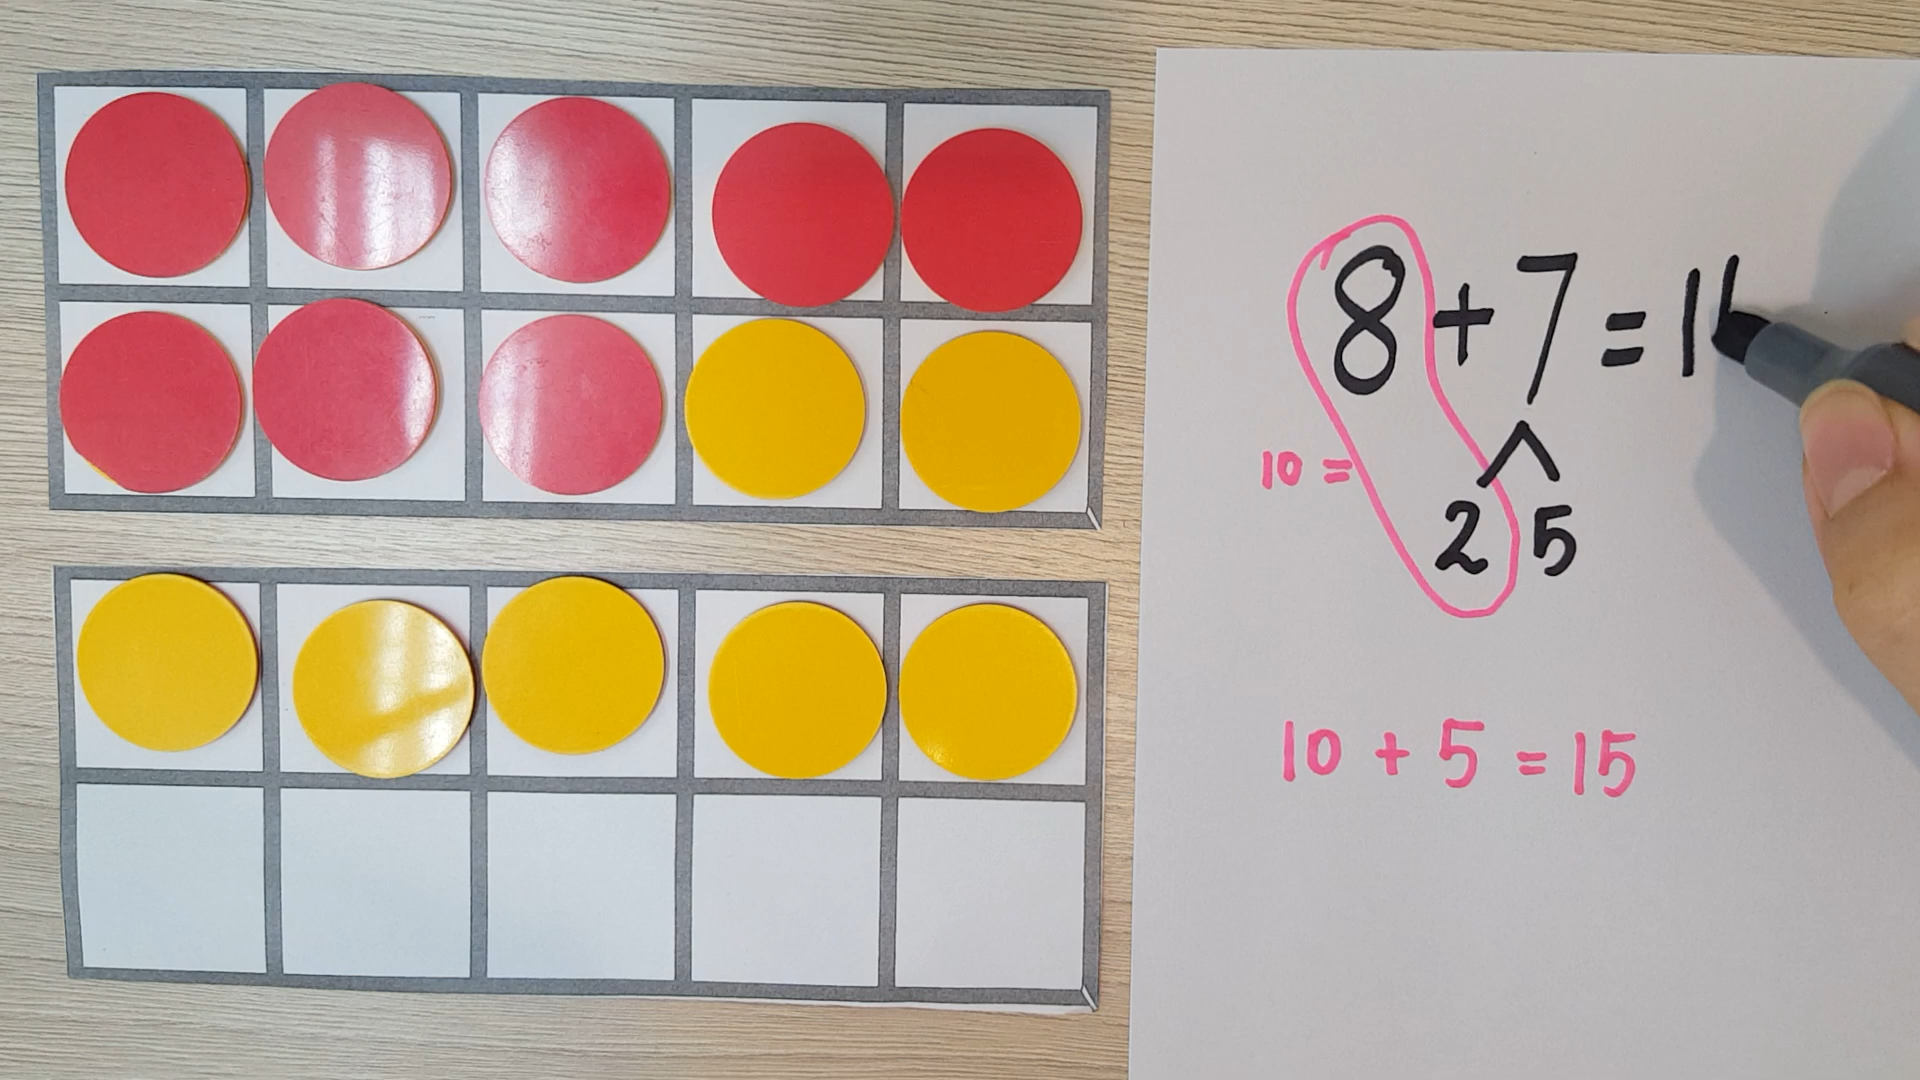 8 + 7 = 1
10 =
2 5
10 + 5 = 15